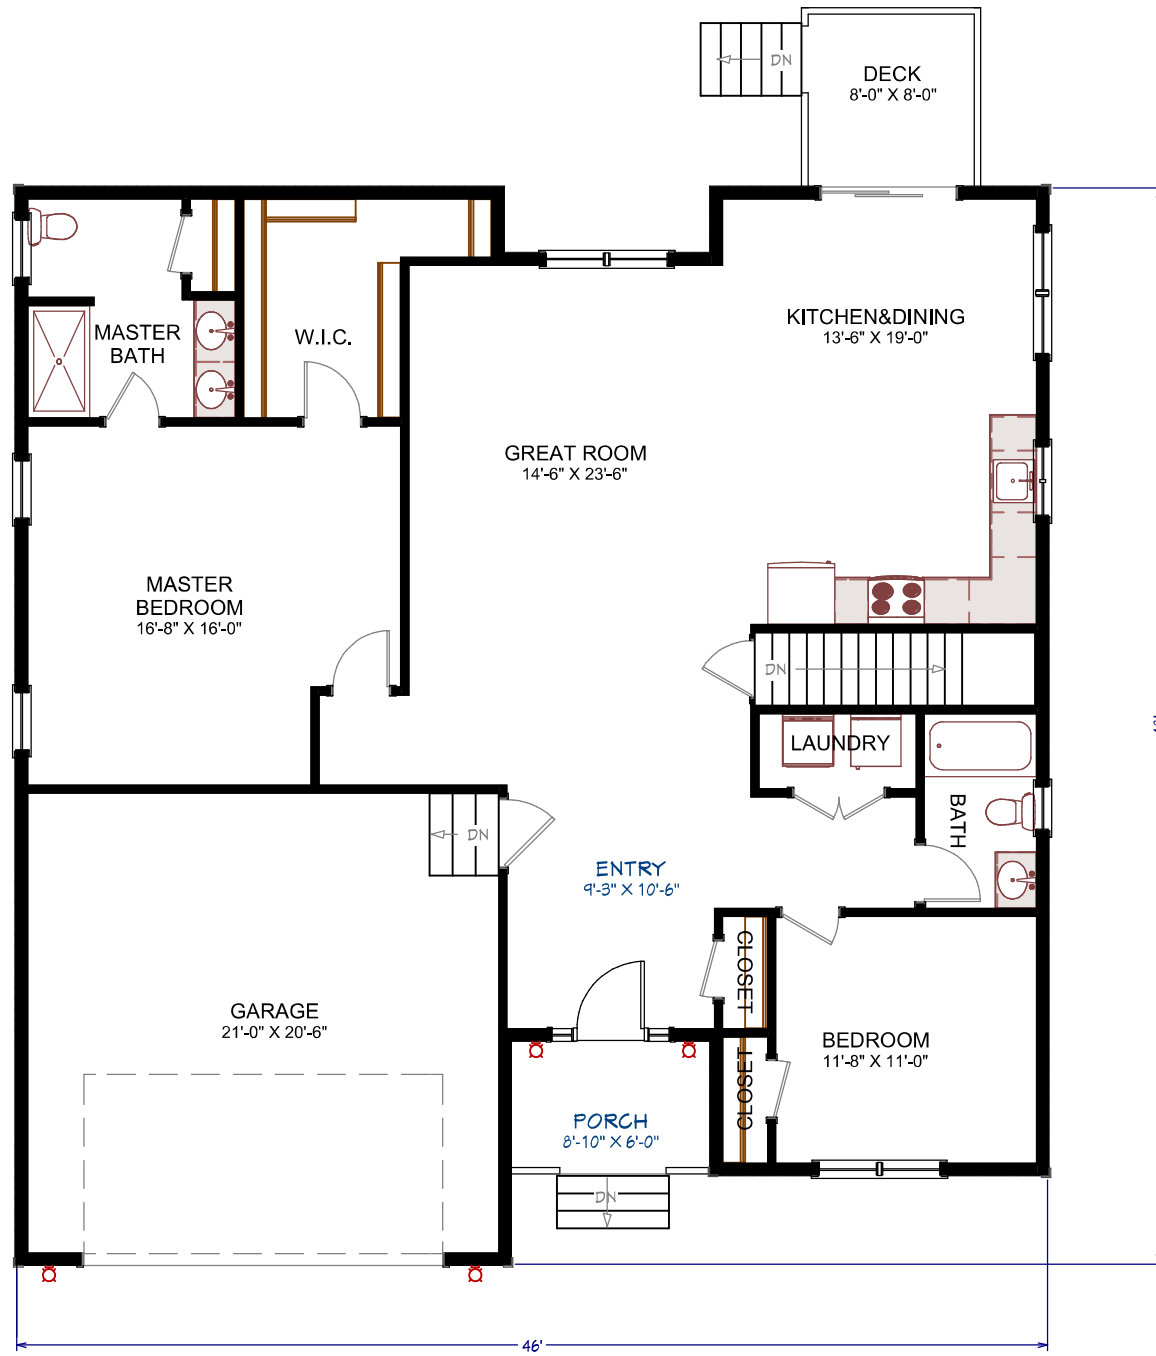 DN
DECK
8'-0" X 8'-0"
KITCHEN&DINING
13'-6" X 19'-0"
MASTER
BATH
W.I.C.
GREAT ROOM
14'-6" X 23'-6"
MASTER
BEDROOM
16'-8" X 16'-0"
DN
LAUNDRY
BATH
DN
ENTRY
9'-3" X 10'-6"
CLOSET
GARAGE
21'-0" X 20'-6"
BEDROOM
11'-8" X 11'-0"
CLOSET
PORCH
8'-10" X 6'-0"
DN
46'